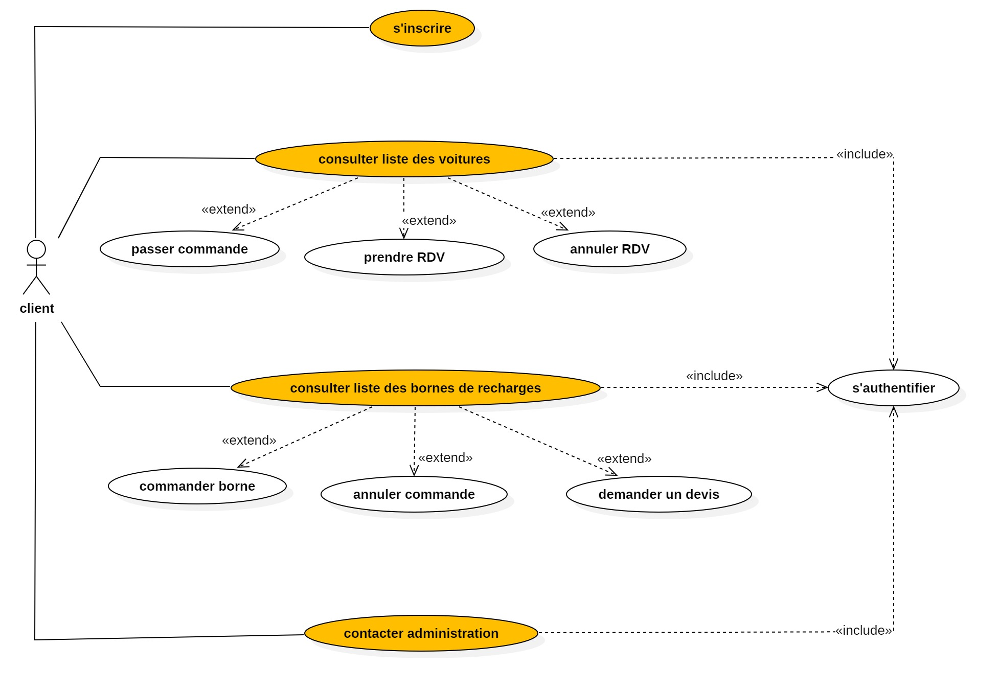 s'inscrire
consulter liste des voitures
«include»
«extend»
«extend»
«extend»
passer commande
prendre RDV
annuler RDV
client
consulter liste des bornes de recharges
«include»
s'authentifier
«extend»
«extend»
«extend»
commander borne
annuler commande
demander un devis
contacter administration
«include»